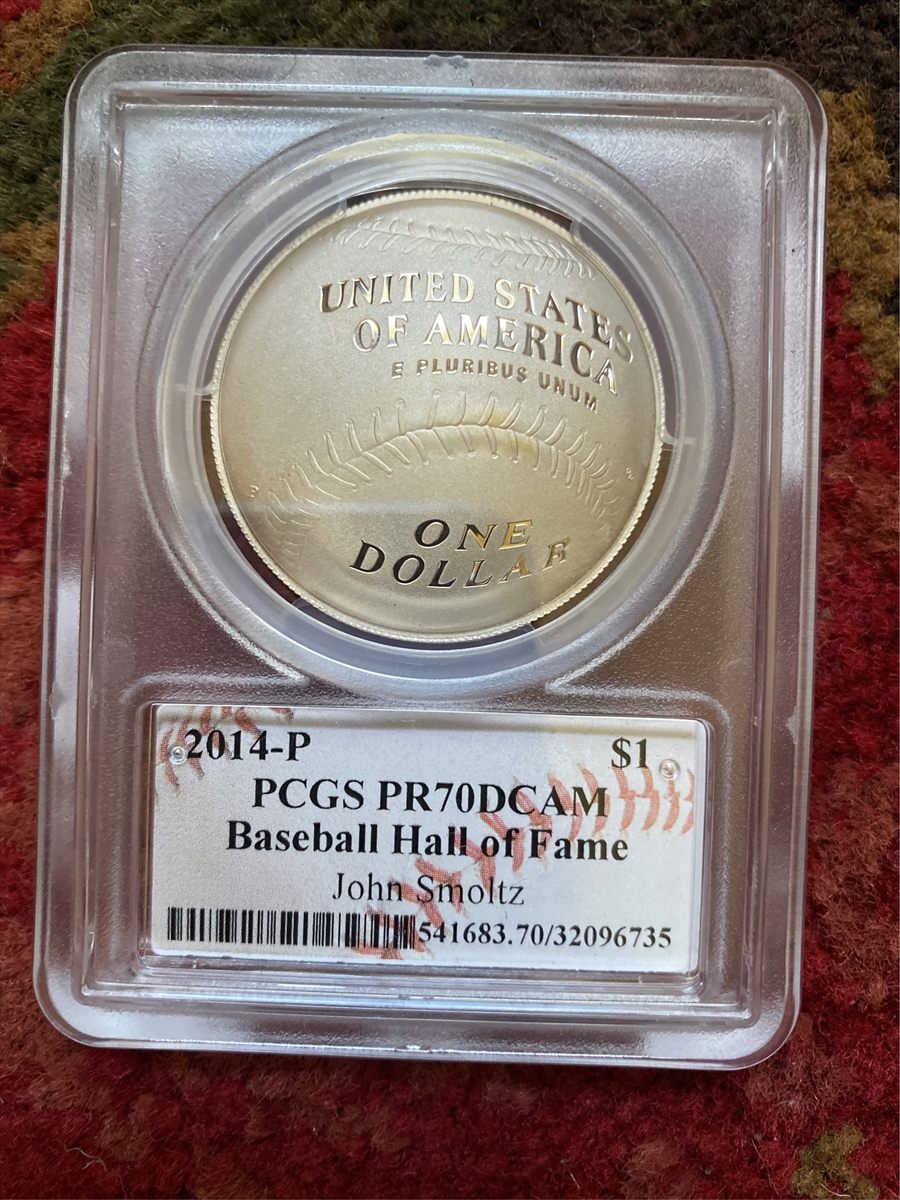 UNITED STATES
OF AMERICA
E PLURIBUS UNUM
P
ONE
DOLLAR
2014-P $1
PCGS PR70DCAM
Baseball Hall of Fame
John Smoltz
541683.70/32096735